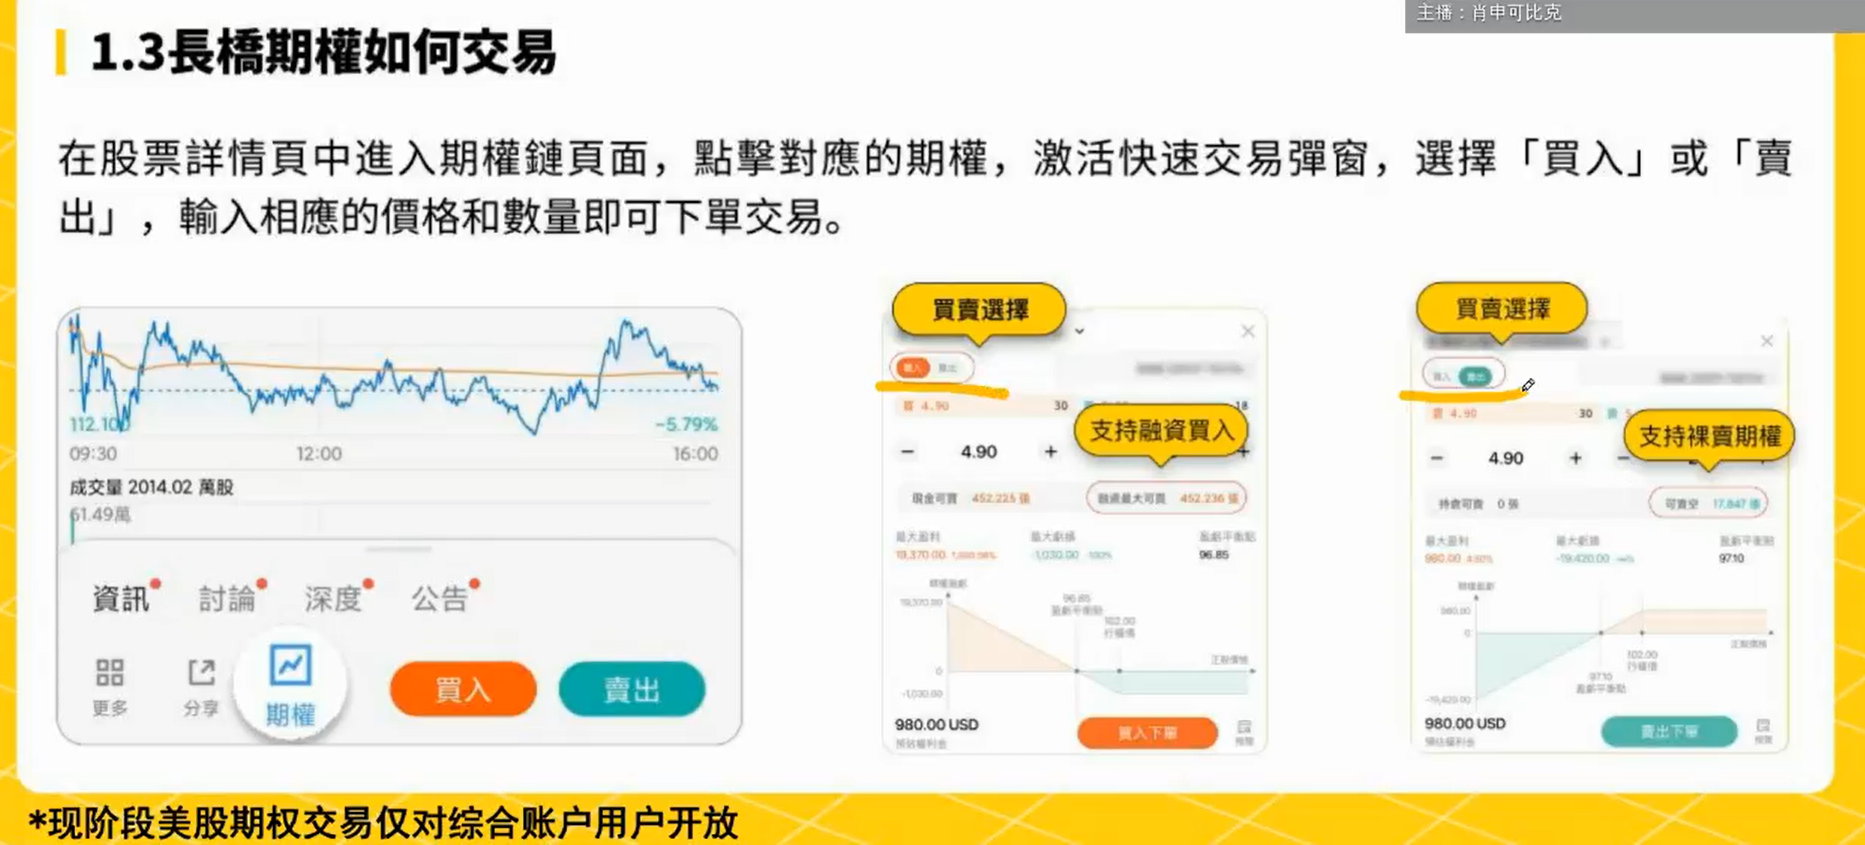 主播：肖申可比克
1.3長橋期權如何交易
在股票詳情頁中進入期權鏈頁面，點擊對應的期權，激活快速交易彈窗，選擇「買入」或「賣
出」，輸入相應的價格和數量即可下單交易。
112.100
-5.79%
09:30 12:00 16:00
成交量 2014.02 萬股
61.49萬
資訊 討論 深度 公告
更多 分享 期權 買入 賣出
買賣選擇
買入 賣出
買 4.90 30 18
支持融資買入
− 4.90 + +
現金可買 452.225 張 融資最大可買 452.236 張
最大盈利 最大虧損 盈虧平衡點
19,370.00 -1,030.00 -100% 96.85
19,370.00
96.85
盈虧平衡點
102.00
行權價
正股價格
0
-1,030.00
980.00 USD
預估權利金
買入下單
買賣選擇
買入 賣出
買 4.90 30 賣 5
支持裸賣期權
− 4.90 + −
持倉可賣 0 張 可賣空 17,847 張
最大盈利 最大虧損 盈虧平衡點
980.00 -19,420.00 97.10
980.00
0
正股價格
102.00
行權價
97.10
盈虧平衡點
-19,420.00
980.00 USD
預估權利金
賣出下單
*现阶段美股期权交易仅对综合账户用户开放